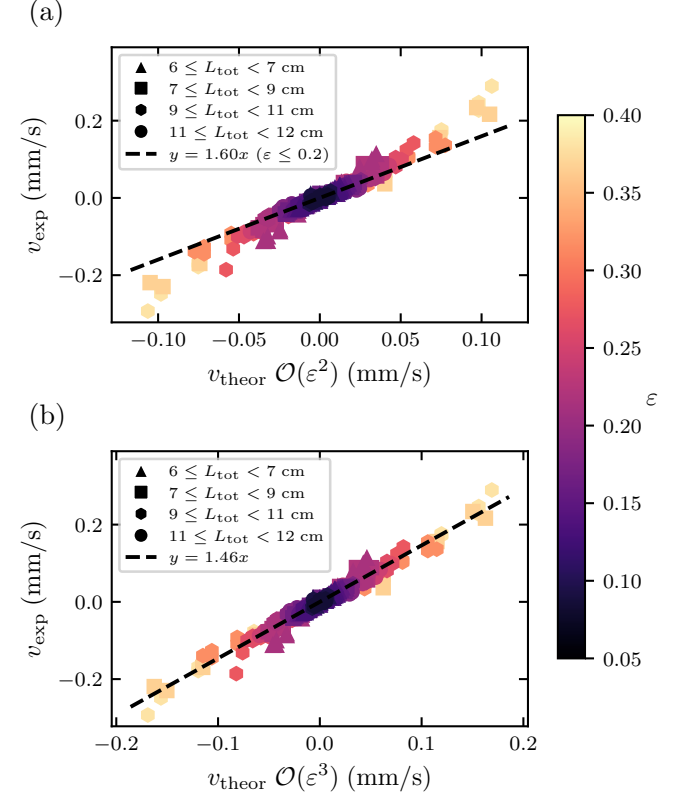 (a)
6 ≤ L_tot < 7 cm
7 ≤ L_tot < 9 cm
9 ≤ L_tot < 11 cm
11 ≤ L_tot < 12 cm
y = 1.60x (ε ≤ 0.2)
0.2
0.0
−0.2
v_exp (mm/s)
−0.10 −0.05 0.00 0.05 0.10
v_theor 𝒪(ε²) (mm/s)
(b)
6 ≤ L_tot < 7 cm
7 ≤ L_tot < 9 cm
9 ≤ L_tot < 11 cm
11 ≤ L_tot < 12 cm
y = 1.46x
0.2
0.0
−0.2
v_exp (mm/s)
−0.2 −0.1 0.0 0.1 0.2
v_theor 𝒪(ε³) (mm/s)
0.40
0.35
0.30
0.25
0.20
0.15
0.10
0.05
ε